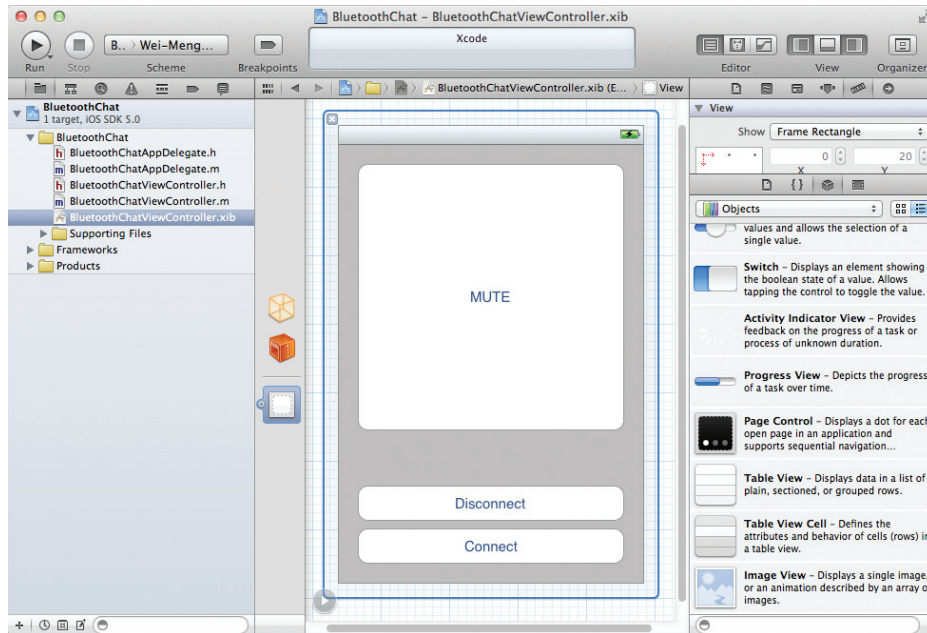 BluetoothChat – BluetoothChatViewController.xib
B.. Wei-Meng...
Xcode
Run
Stop
Scheme
Breakpoints
Editor
View
Organizer
BluetoothChatViewController.xib (E...
View
BluetoothChat
1 target, iOS SDK 5.0
BluetoothChat
h BluetoothChatAppDelegate.h
m BluetoothChatAppDelegate.m
h BluetoothChatViewController.h
m BluetoothChatViewController.m
BluetoothChatViewController.xib
Supporting Files
Frameworks
Products
MUTE
Disconnect
Connect
View
Show Frame Rectangle
0 20
X Y
{}
Objects
values and allows the selection of a
single value.
Switch – Displays an element showing
the boolean state of a value. Allows
tapping the control to toggle the value.
Activity Indicator View – Provides
feedback on the progress of a task or
process of unknown duration.
Progress View – Depicts the progress
of a task over time.
Page Control – Displays a dot for each
open page in an application and
supports sequential navigation...
Table View – Displays data in a list of
plain, sectioned, or grouped rows.
Table View Cell – Defines the
attributes and behavior of cells (rows) in
a table view.
Image View – Displays a single image,
or an animation described by an array o
images.